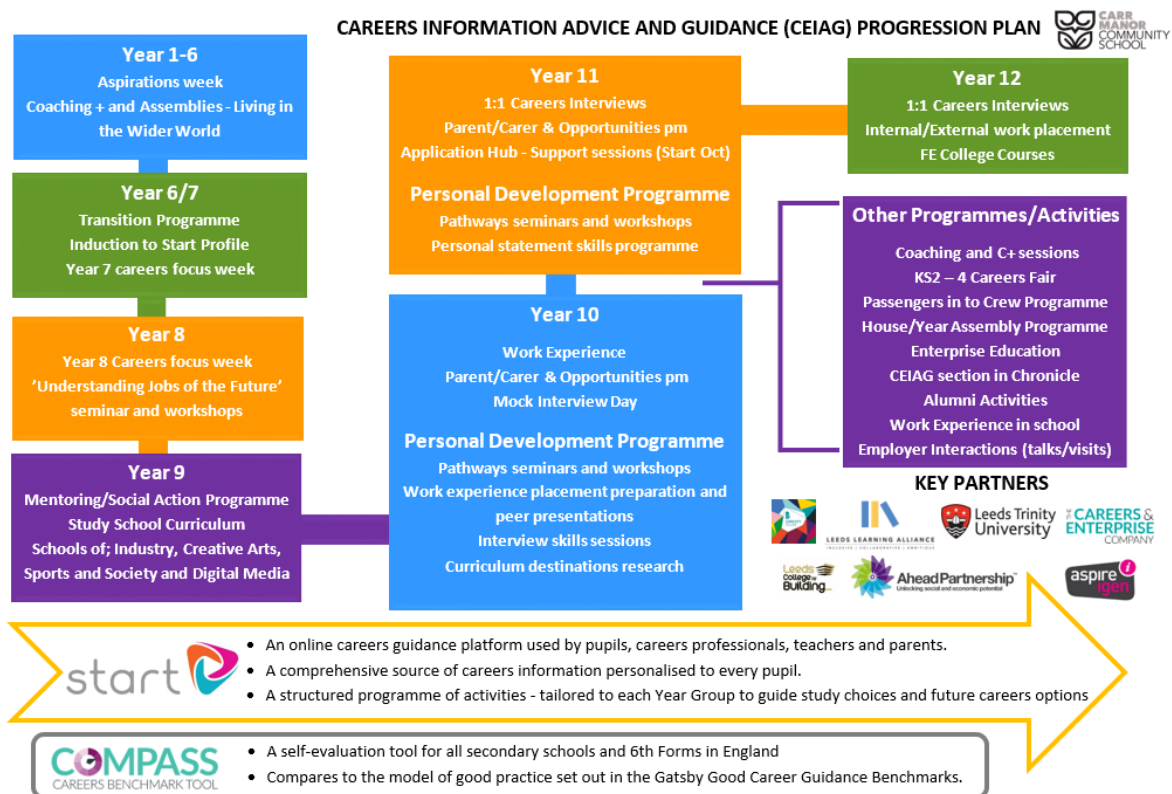 CAREERS INFORMATION ADVICE AND GUIDANCE (CEIAG) PROGRESSION PLAN
CARR
MANOR
COMMUNITY
SCHOOL
Year 1-6
Aspirations week
Coaching + and Assemblies - Living in
the Wider World
Year 6/7
Transition Programme
Induction to Start Profile
Year 7 careers focus week
Year 8
Year 8 Careers focus week
'Understanding Jobs of the Future'
seminar and workshops
Year 9
Mentoring/Social Action Programme
Study School Curriculum
Schools of; Industry, Creative Arts,
Sports and Society and Digital Media
Year 10
Work Experience
Parent/Carer & Opportunities pm
Mock Interview Day
Personal Development Programme
Pathways seminars and workshops
Work experience placement preparation and
peer presentations
Interview skills sessions
Curriculum destinations research
Year 11
1:1 Careers Interviews
Parent/Carer & Opportunities pm
Application Hub - Support sessions (Start Oct)
Personal Development Programme
Pathways seminars and workshops
Personal statement skills programme
Year 12
1:1 Careers Interviews
Internal/External work placement
FE College Courses
Other Programmes/Activities
Coaching and C+ sessions
KS2 – 4 Careers Fair
Passengers in to Crew Programme
House/Year Assembly Programme
Enterprise Education
CEIAG section in Chronicle
Alumni Activities
Work Experience in school
Employer Interactions (talks/visits)
KEY PARTNERS
LEEDS LEARNING ALLIANCE
INCLUSIVE | COLLABORATIVE | AMBITIOUS
Leeds Trinity
University
THE CAREERS &
ENTERPRISE
COMPANY
Leeds
College of
Building
Ahead Partnership™
Unlocking social and economic potential
aspire
igen
i
start
• An online careers guidance platform used by pupils, careers professionals, teachers and parents.
• A comprehensive source of careers information personalised to every pupil.
• A structured programme of activities - tailored to each Year Group to guide study choices and future careers options
COMPASS
CAREERS BENCHMARK TOOL
• A self-evaluation tool for all secondary schools and 6th Forms in England
• Compares to the model of good practice set out in the Gatsby Good Career Guidance Benchmarks.